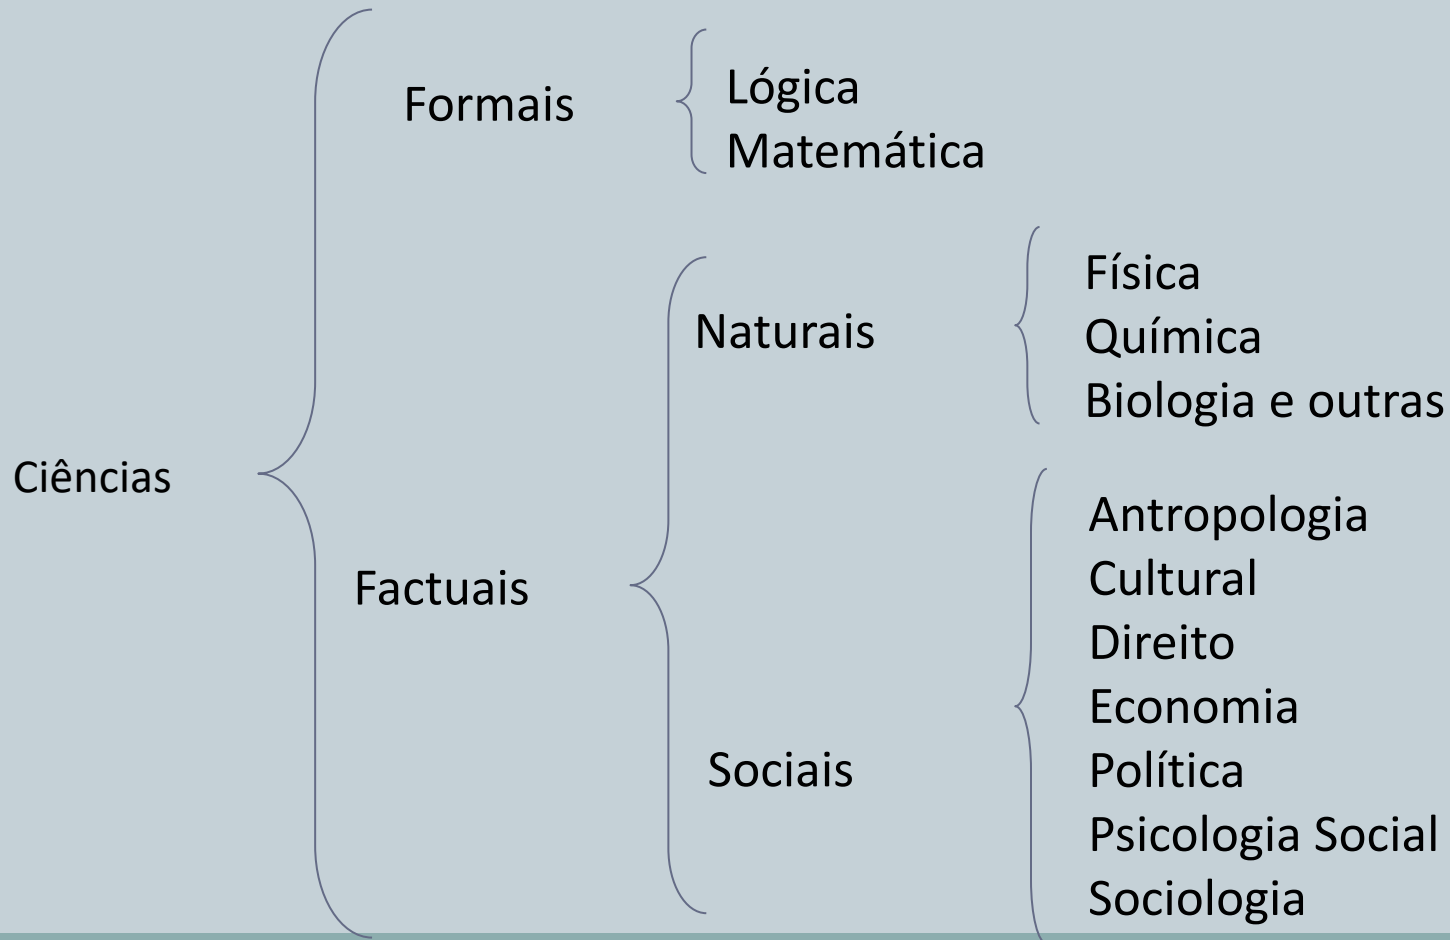 Ciências
Formais
Lógica
Matemática
Factuais
Naturais
Física
Química
Biologia e outras
Sociais
Antropologia
Cultural
Direito
Economia
Política
Psicologia Social
Sociologia